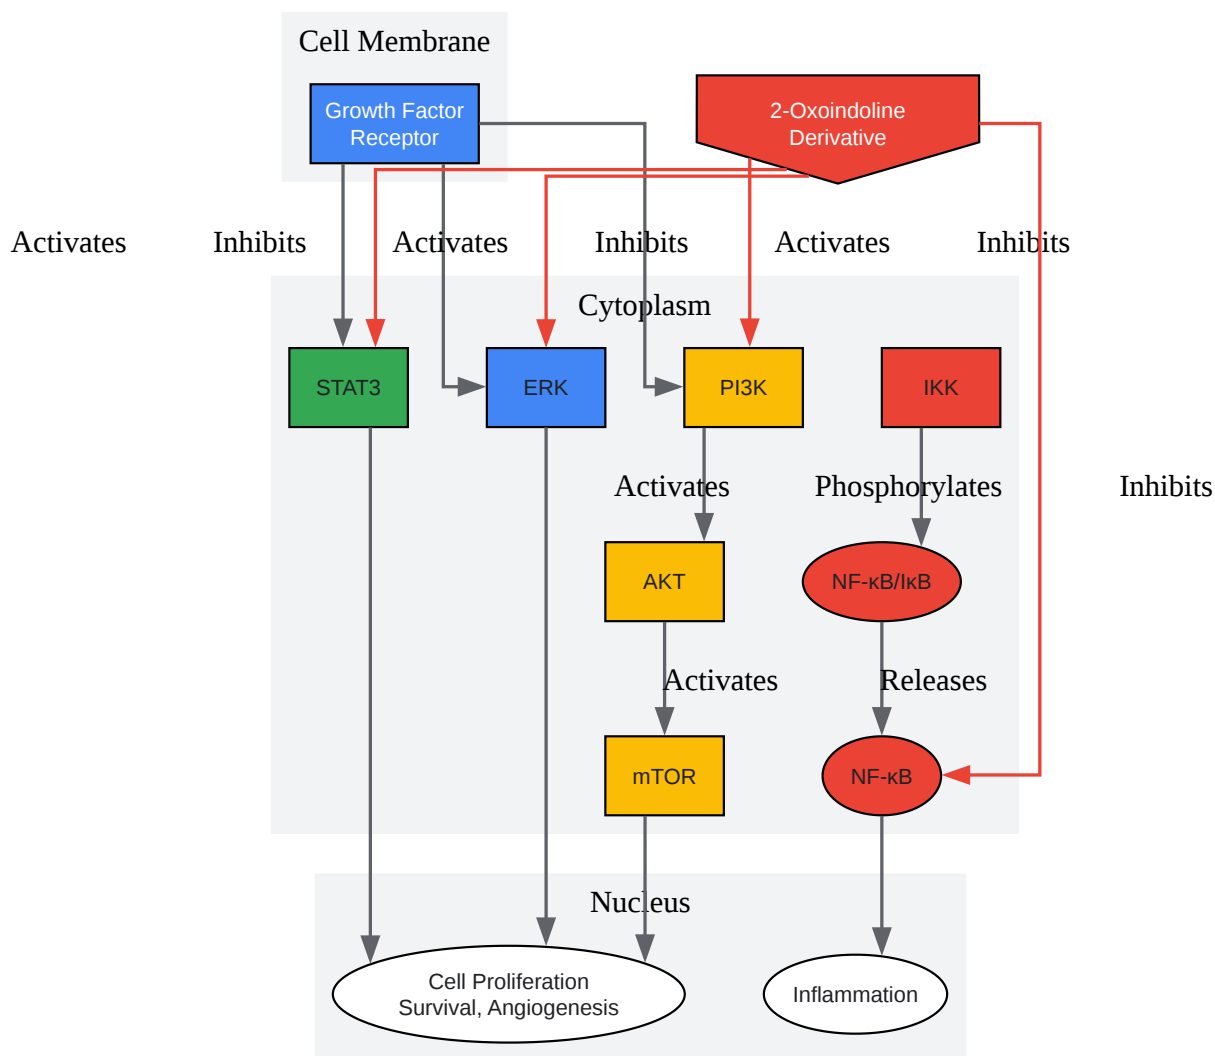 Cell Membrane
Growth Factor
Receptor
2-Oxoindoline
Derivative
Activates
Inhibits
Activates
Inhibits
Activates
Inhibits
Cytoplasm
STAT3
ERK
PI3K
IKK
Activates
Phosphorylates
Inhibits
AKT
NF-κB/IκB
Activates
Releases
mTOR
NF-κB
Nucleus
Cell Proliferation
Survival, Angiogenesis
Inflammation